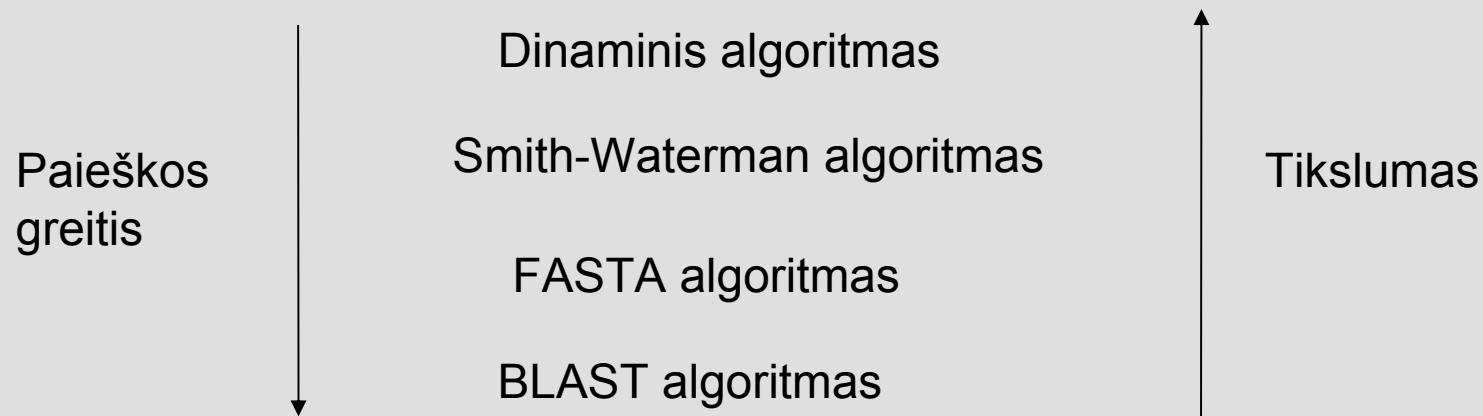 Dinaminis algoritmas
Smith-Waterman algoritmas
Paieškos
greitis
Tikslumas
FASTA algoritmas
BLAST algoritmas